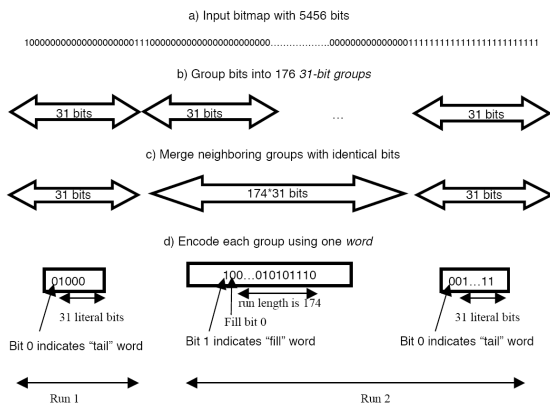 a) Input bitmap with 5456 bits
10000000000000000000011100000000000000000000000………………..0000000000000001111111111111111111111111
b) Group bits into 176 31-bit groups
31 bits 31 bits … 31 bits
c) Merge neighboring groups with identical bits
31 bits 174*31 bits 31 bits
d) Encode each group using one word
01000 100…010101110 001…11
31 literal bits run length is 174 31 literal bits
Fill bit 0
Bit 0 indicates “tail” word Bit 1 indicates “fill” word Bit 0 indicates “tail” word
Run 1 Run 2